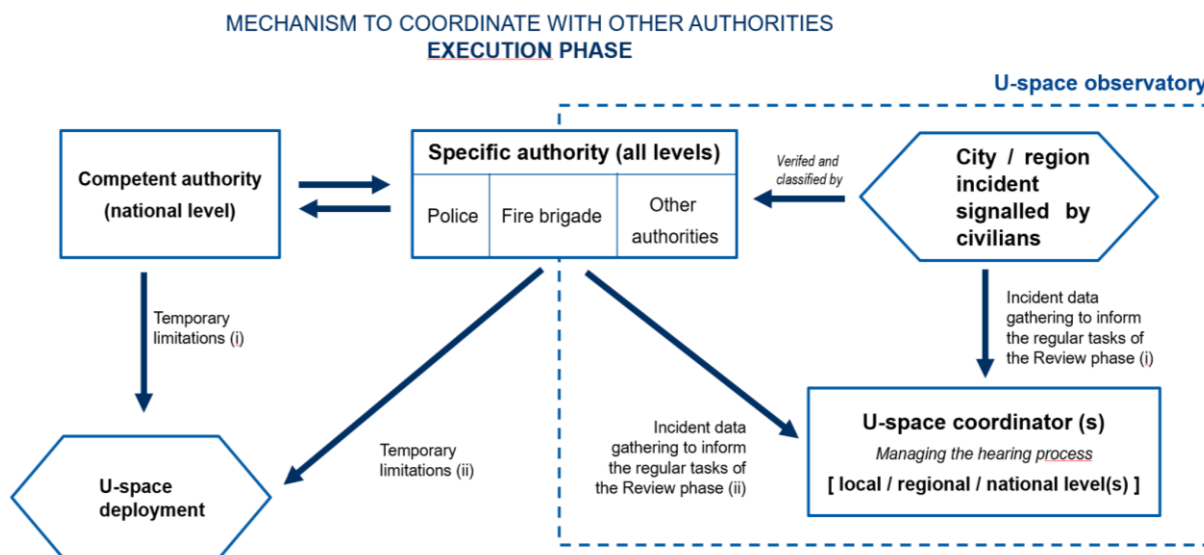 MECHANISM TO COORDINATE WITH OTHER AUTHORITIES
EXECUTION PHASE
U-space observatory
Competent authority
(national level)
Specific authority (all levels)
Police
Fire brigade
Other
authorities
Verifed and
classified by
City / region
incident
signalled by
civilians
Temporary
limitations (i)
Temporary
limitations (ii)
Incident data
gathering to inform
the regular tasks of
the Review phase (ii)
Incident data
gathering to inform
the regular tasks of
the Review phase (i)
U-space
deployment
U-space coordinator (s)
Managing the hearing process
[ local / regional / national level(s) ]